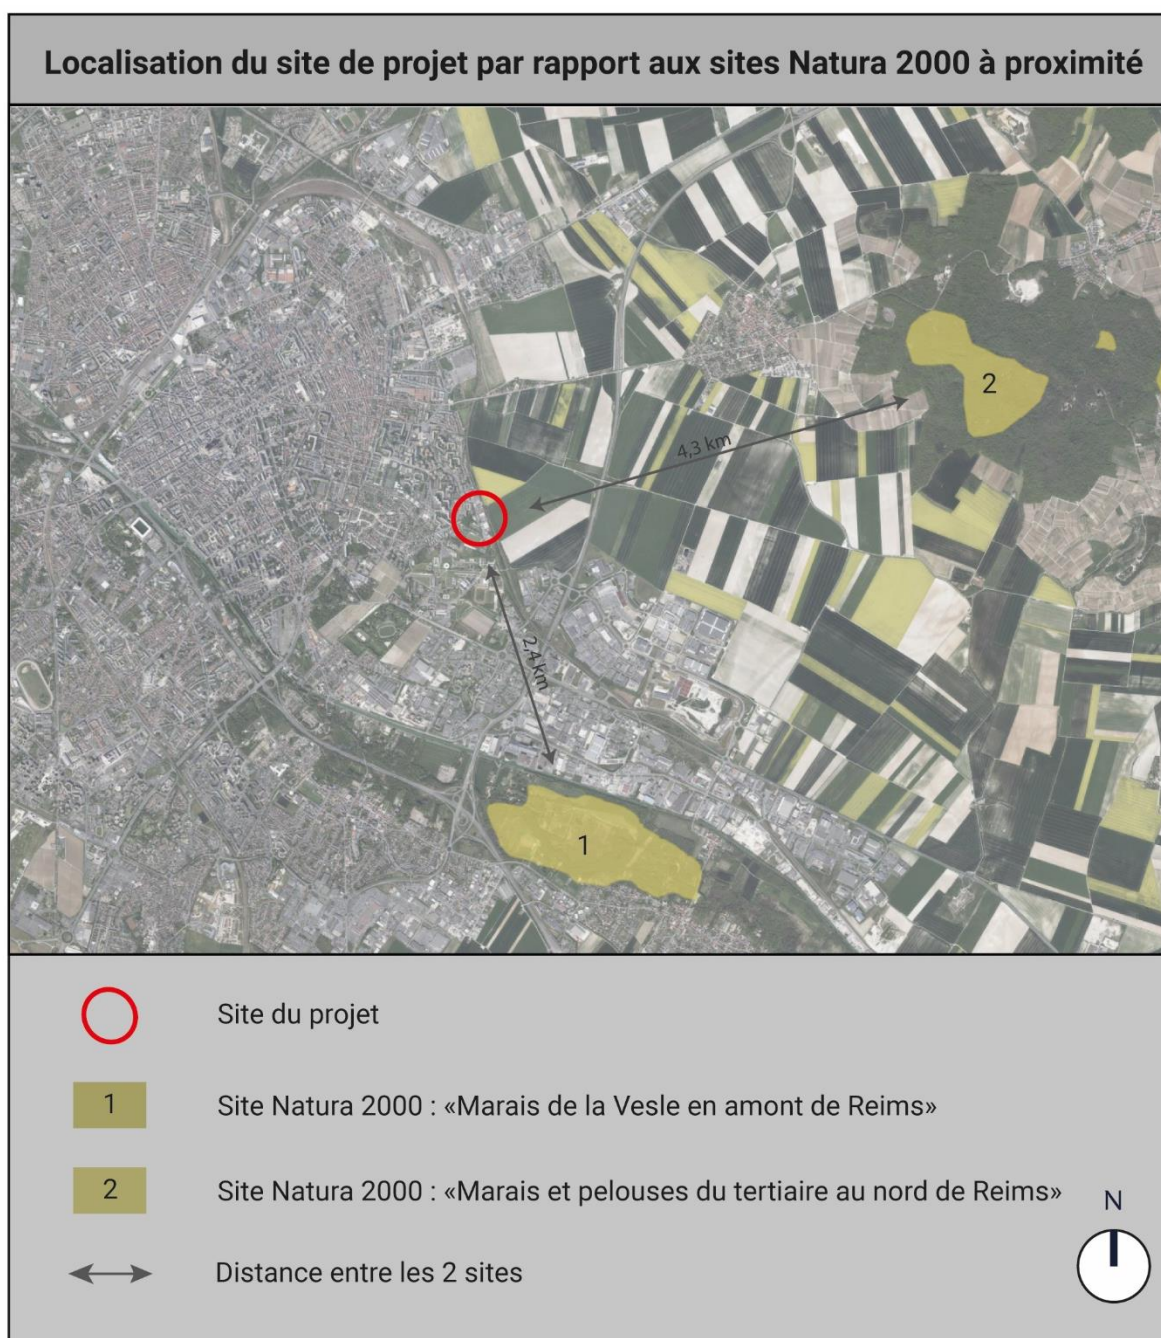 Localisation du site de projet par rapport aux sites Natura 2000 à proximité
2
4,3 km
2,4 km
1
Site du projet
1 Site Natura 2000 : «Marais de la Vesle en amont de Reims»
2 Site Natura 2000 : «Marais et pelouses du tertiaire au nord de Reims»
N
Distance entre les 2 sites